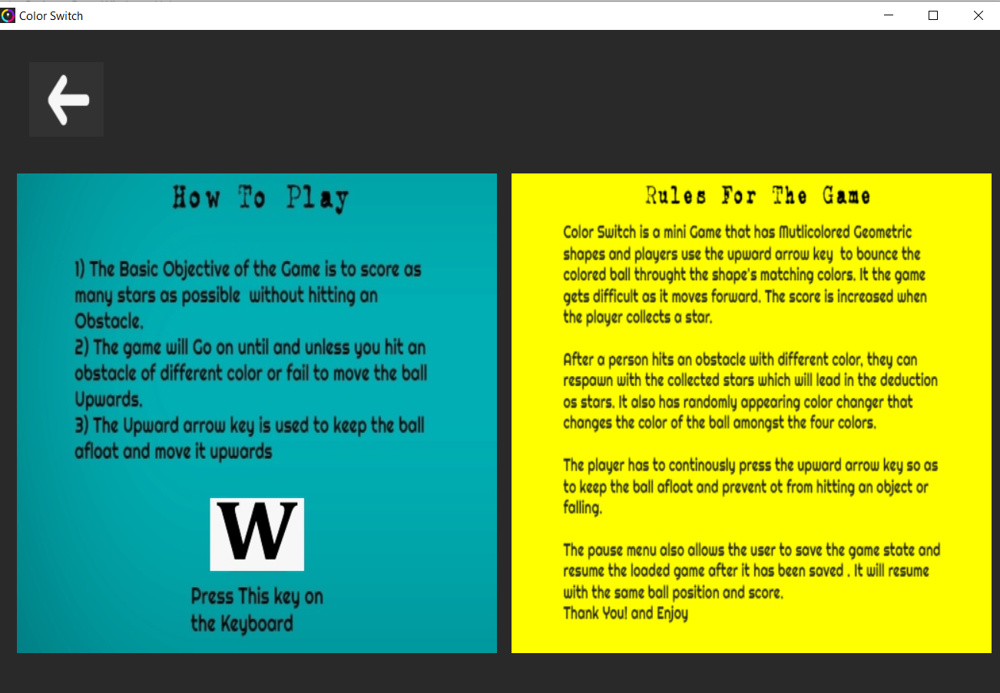 Color Switch
How To Play
1) The Basic Objective of the Game is to score as
many stars as possible without hitting an
Obstacle.
2) The game will Go on until and unless you hit an
obstacle of different color or fail to move the ball
Upwards.
3) The Upward arrow key is used to keep the ball
afloat and move it upwards
W
Press This key on
the Keyboard
Rules For The Game
Color Switch is a mini Game that has Mutlicolored Geometric
shapes and players use the upward arrow key to bounce the
colored ball throught the shape's matching colors. It the game
gets difficult as it moves forward. The score is increased when
the player collects a star.
After a person hits an obstacle with different color, they can
respawn with the collected stars which will lead in the deduction
os stars. It also has randomly appearing color changer that
changes the color of the ball amongst the four colors.
The player has to continously press the upward arrow key so as
to keep the ball afloat and prevent ot from hitting an object or
falling.
The pause menu also allows the user to save the game state and
resume the loaded game after it has been saved . It will resume
with the same ball position and score.
Thank You! and Enjoy